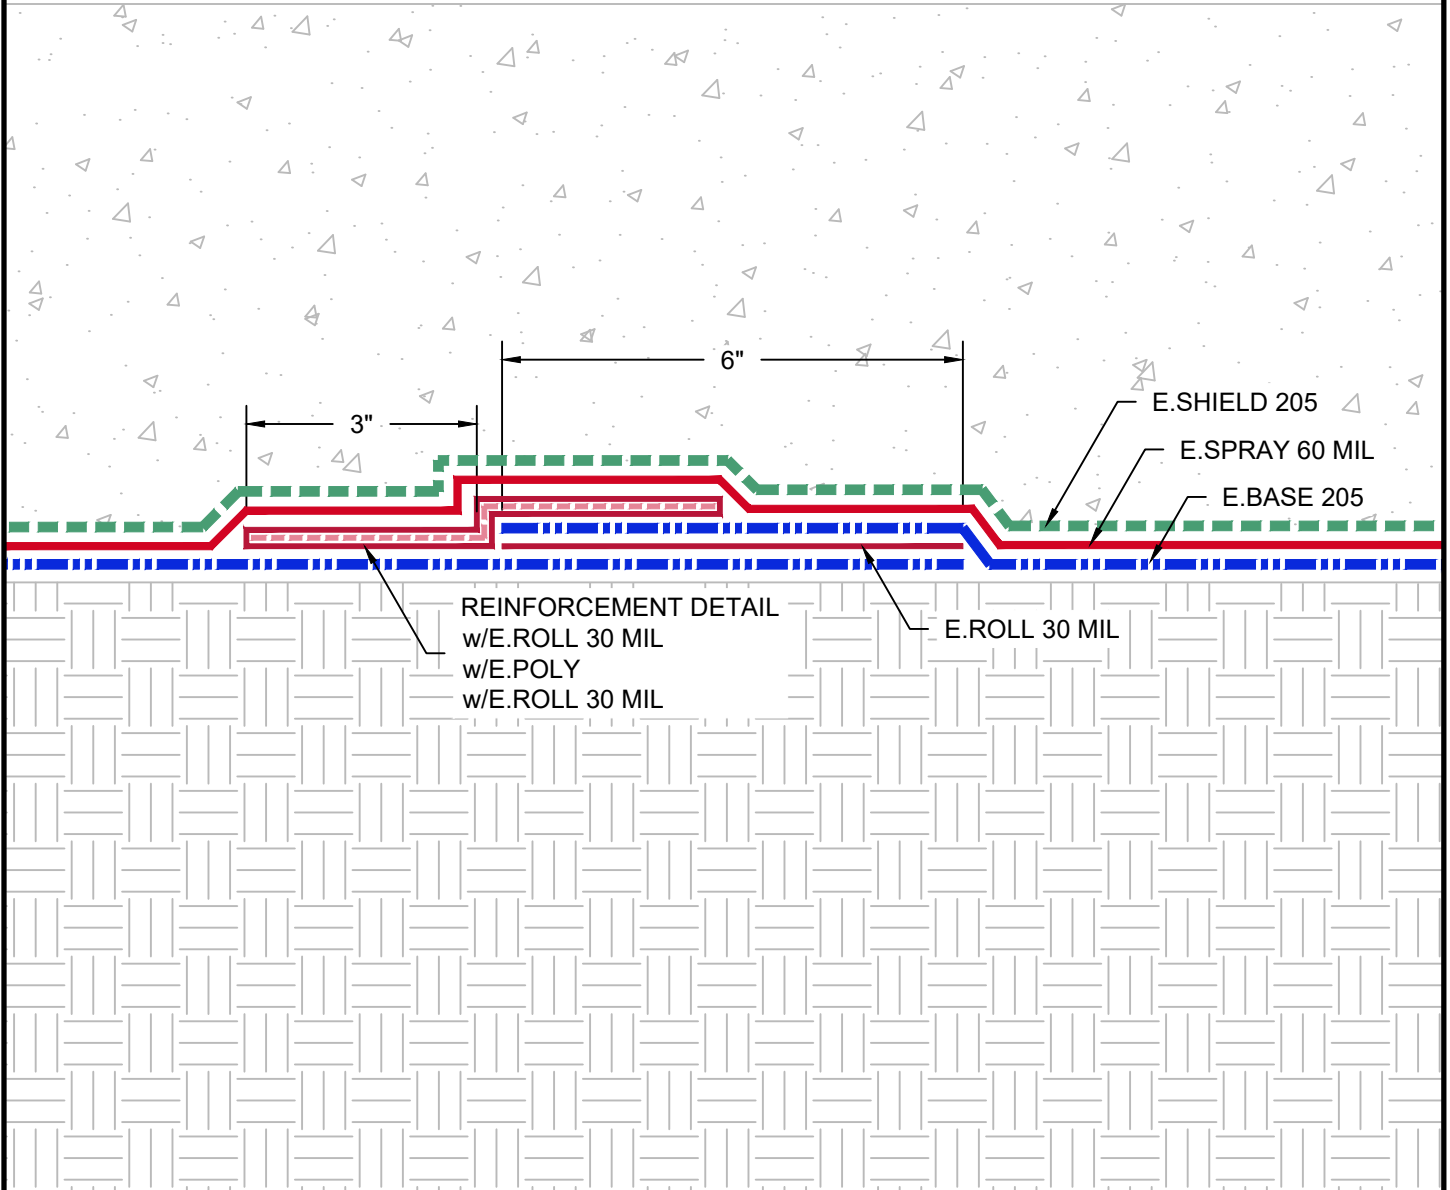 6"
3"
E.SHIELD 205
E.SPRAY 60 MIL
E.BASE 205
REINFORCEMENT DETAIL
w/E.ROLL 30 MIL
w/E.POLY
w/E.ROLL 30 MIL
E.ROLL 30 MIL